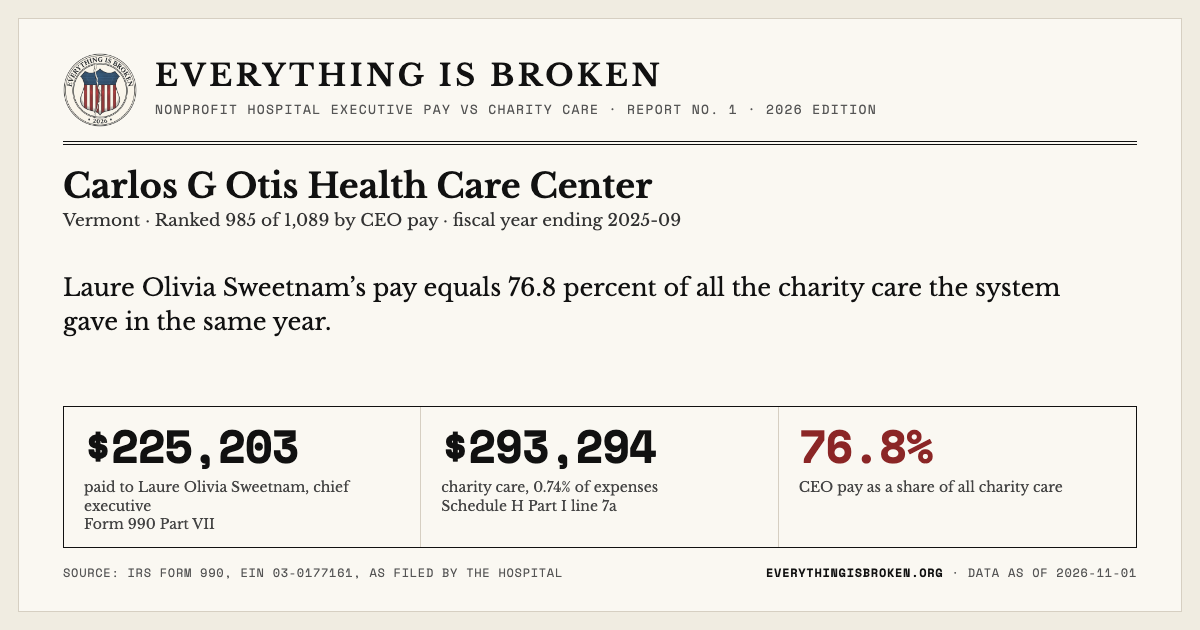 EVERYTHING IS BROKEN
2026
EVERYTHING IS BROKEN
NONPROFIT HOSPITAL EXECUTIVE PAY VS CHARITY CARE · REPORT NO. 1 · 2026 EDITION
Carlos G Otis Health Care Center
Vermont · Ranked 985 of 1,089 by CEO pay · fiscal year ending 2025-09
Laure Olivia Sweetnam’s pay equals 76.8 percent of all the charity care the system
gave in the same year.
$225,203
paid to Laure Olivia Sweetnam, chief
executive
Form 990 Part VII
$293,294
charity care, 0.74% of expenses
Schedule H Part I line 7a
76.8%
CEO pay as a share of all charity care
SOURCE: IRS FORM 990, EIN 03-0177161, AS FILED BY THE HOSPITAL
EVERYTHINGISBROKEN.ORG · DATA AS OF 2026-11-01